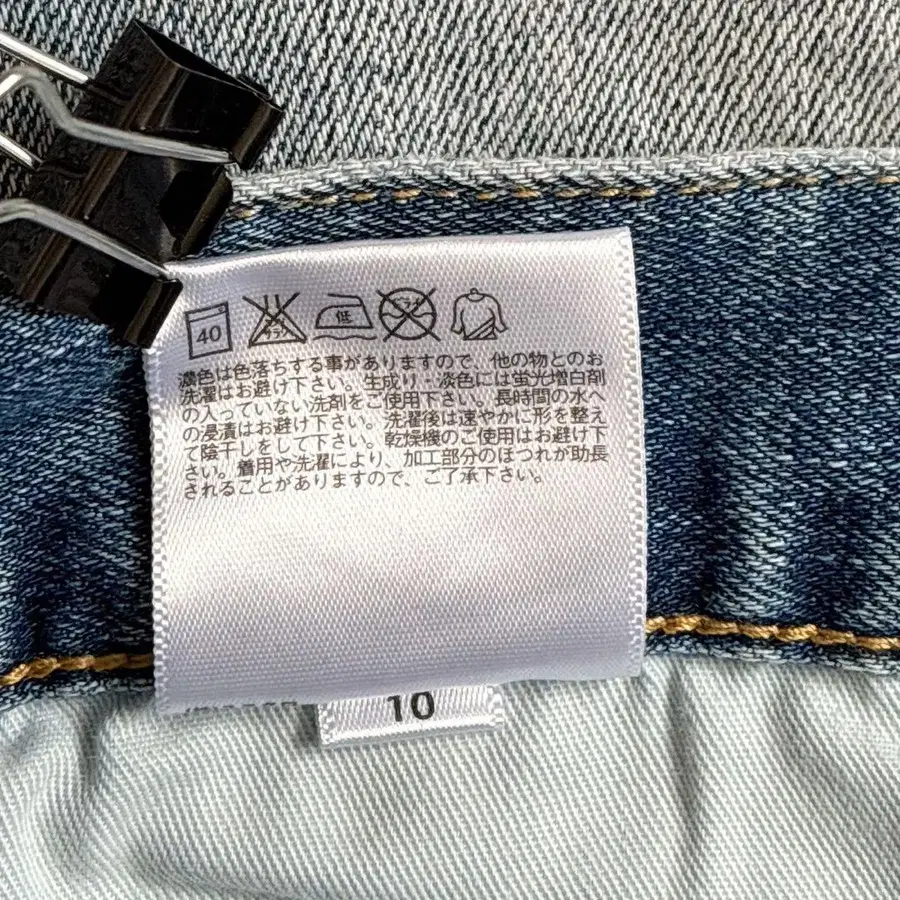 40 エンソサラシ 低 ドライ
濃色は色落ちする事がありますので、他の物とのお
洗濯はお避け下さい。生成り・淡色には蛍光増白剤
の入っていない洗剤をご使用下さい。長時間の水へ
の浸漬はお避け下さい。洗濯後は速やかに形を整え
て陰干しをして下さい。乾燥機のご使用はお避け下
さい。着用や洗濯により、加工部分のほつれが助長
されることがありますので、ご了承下さい。
10